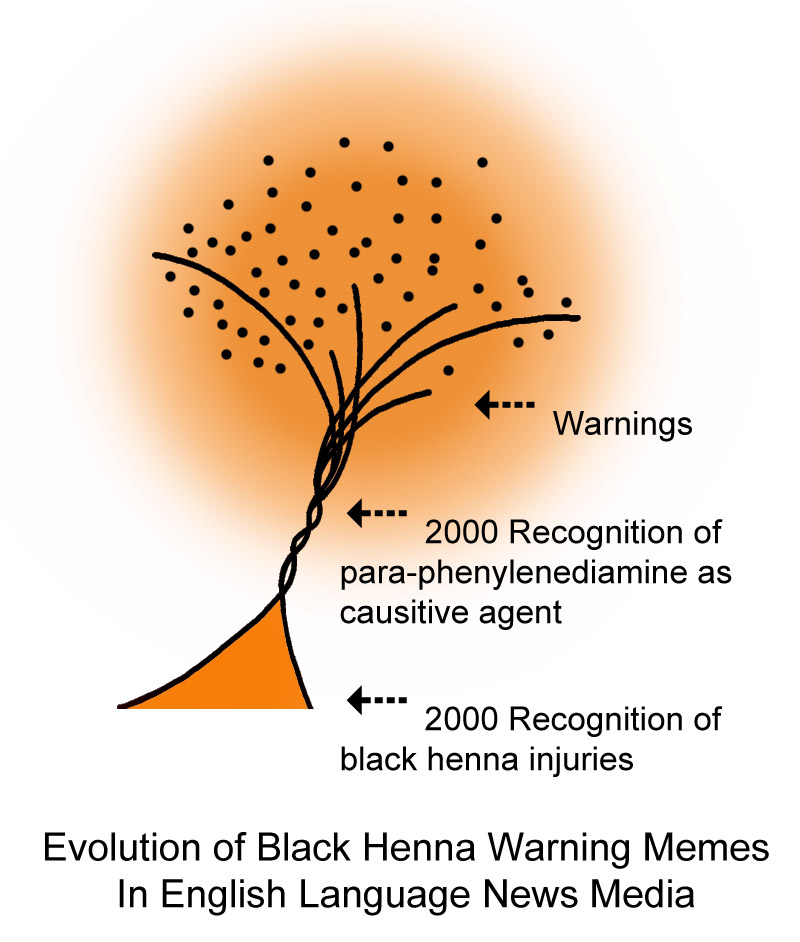 Warnings
2000 Recognition of
para-phenylenediamine as
causitive agent
2000 Recognition of
black henna injuries
Evolution of Black Henna Warning Memes
In English Language News Media